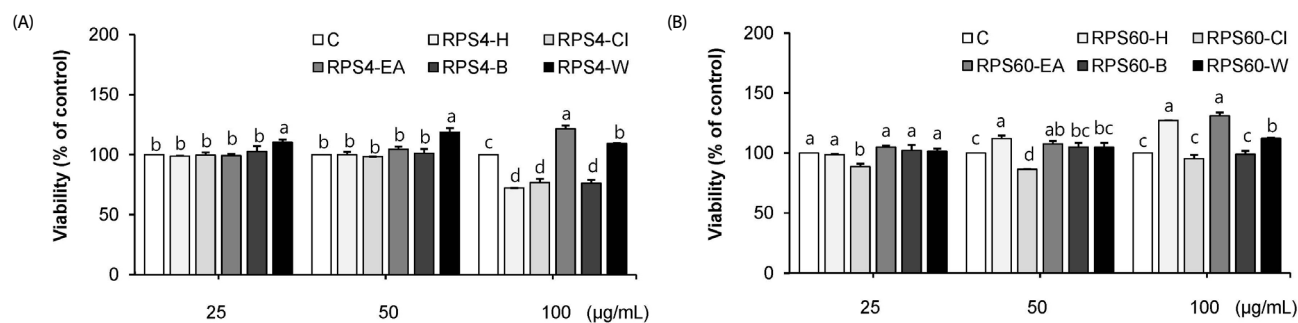 (A)
Viability (% of control)
200
150
100
50
0
C RPS4-H RPS4-Cl
RPS4-EA RPS4-B RPS4-W
b b b b b a
b b b b b a
c d d a d b
25 50 100 (μg/mL)
(B)
Viability (% of control)
200
150
100
50
0
C RPS60-H RPS60-Cl
RPS60-EA RPS60-B RPS60-W
a a b a a a
c a d ab bc bc
c a c a c b
25 50 100 (μg/mL)